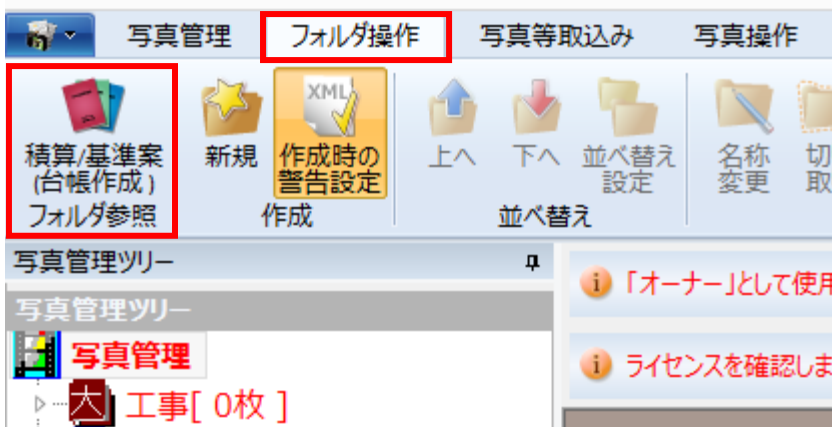 写真管理 フォルダ操作 写真等取込み 写真操作
XML
積算/基準案 新規 作成時の 上へ 下へ 並べ替え 名称 切
(台帳作成) 警告設定 設定 変更 取
フォルダ参照 作成 並べ替え
写真管理ツリー
「オーナー」として使用
写真管理ツリー
写真管理
ライセンスを確認しま
大 工事[ 0枚 ]